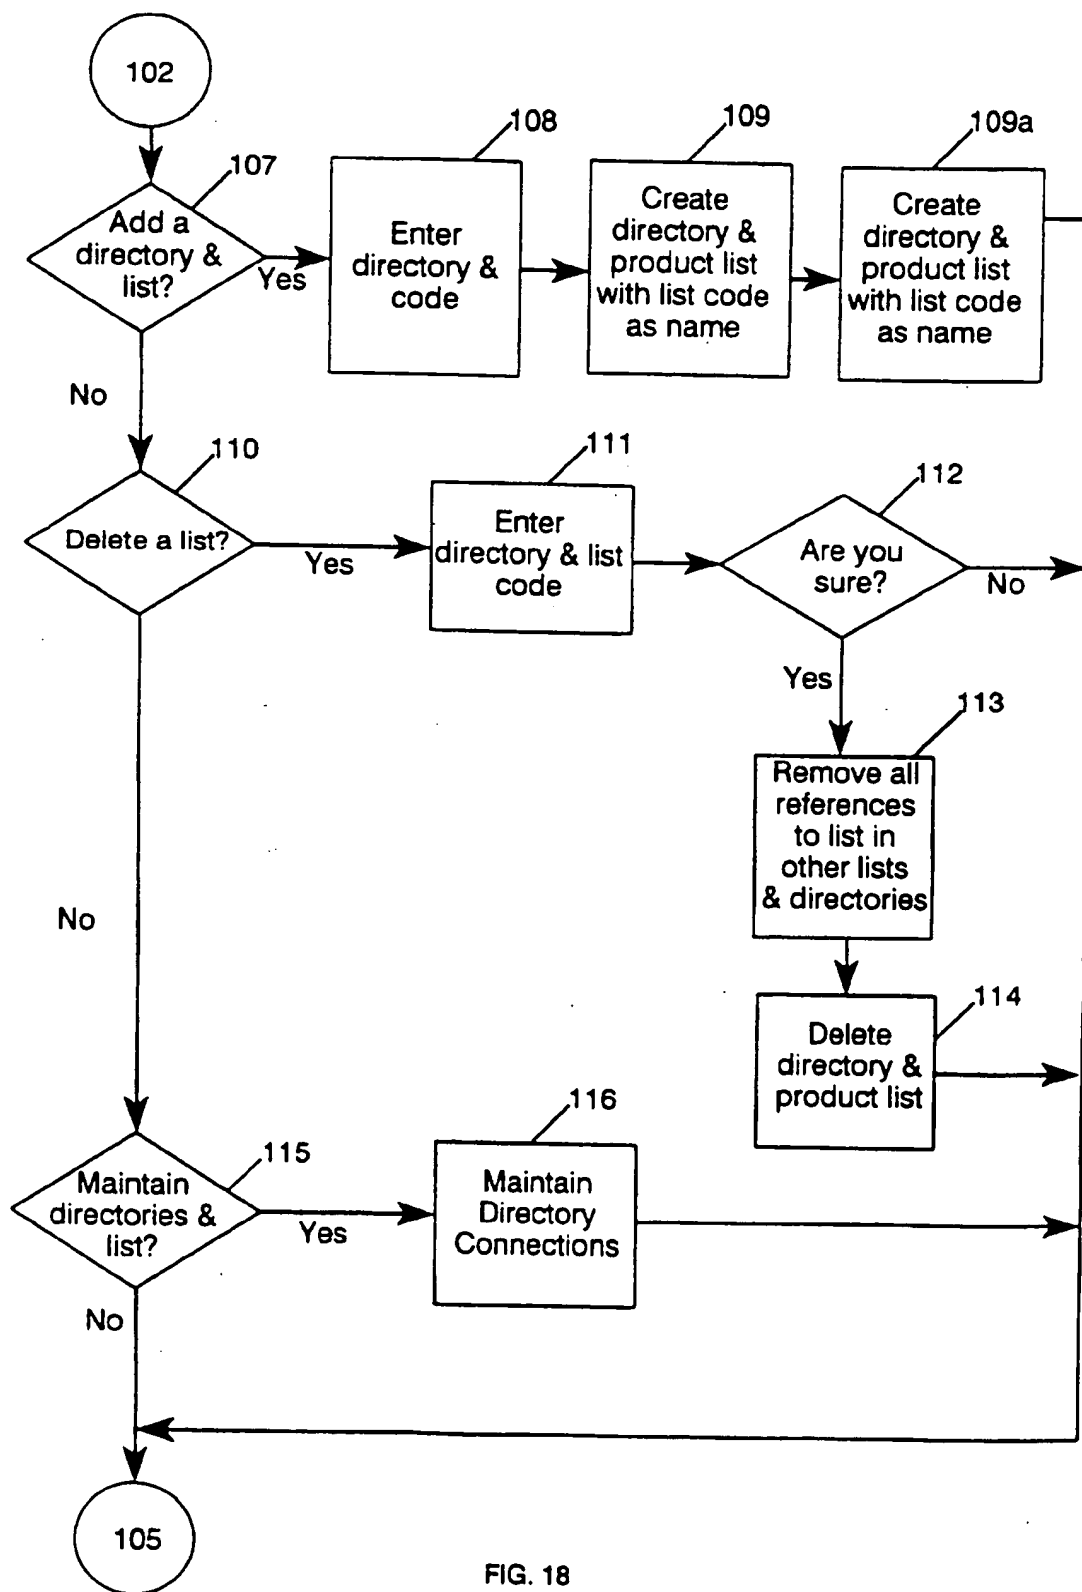 102
107
Add a
directory &
list?
Yes
108
Enter
directory &
code
109
Create
directory &
product list
with list code
as name
109a
Create
directory &
product list
with list code
as name
No
110
Delete a list?
Yes
111
Enter
directory & list
code
112
Are you
sure?
No
Yes
113
Remove all
references
to list in
other lists
& directories
114
Delete
directory &
product list
No
115
Maintain
directories &
list?
Yes
116
Maintain
Directory
Connections
No
105
FIG. 18